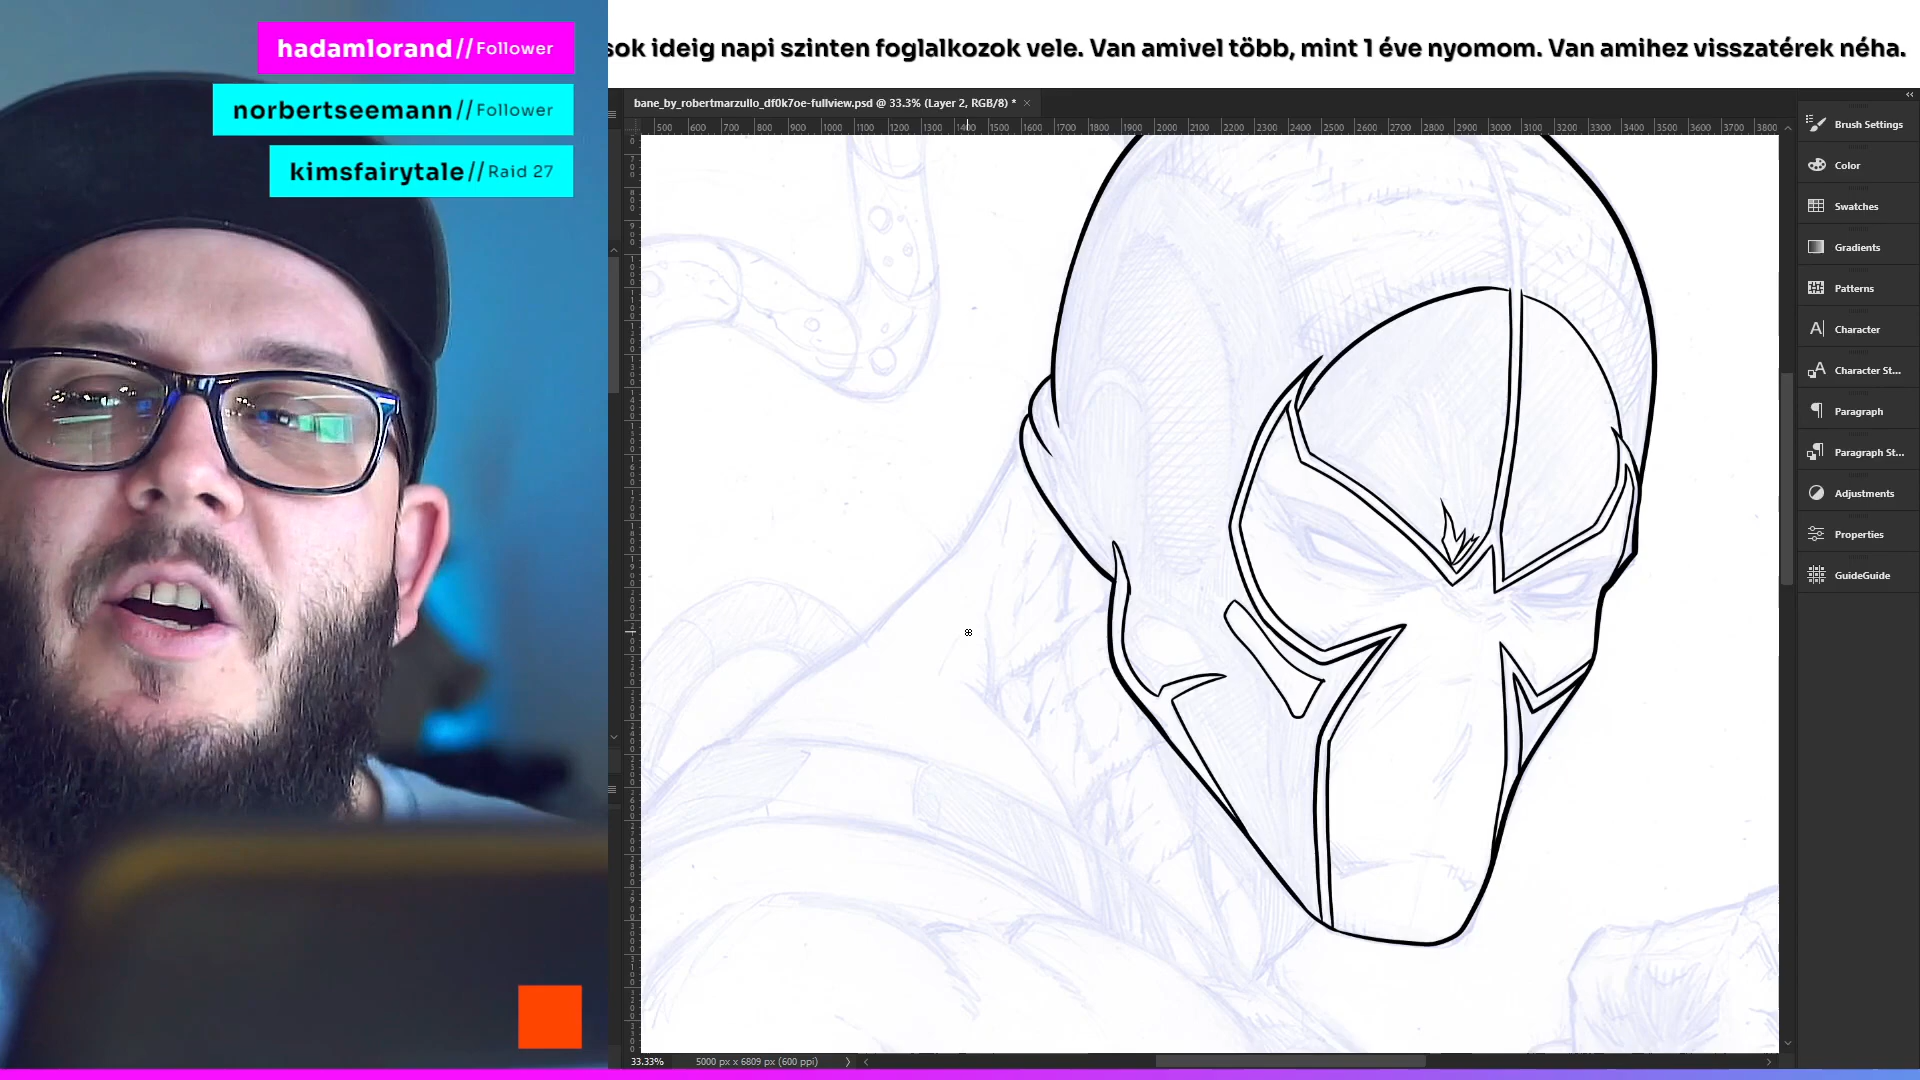 hadamlorand // Follower
norbertseemann // Follower
kimsfairytale // Raid 27
sok ideig napi szinten foglalkozok vele. Van amivel több, mint 1 éve nyomom. Van amihez visszatérek néha.
bane_by_robertmarzullo_df0k7oe-fullview.psd @ 33.3% (Layer 2, RGB/8) * ×
500 600 700 800 900 1000 1100 1200 1300 1400 1500 1600 1700 1800 1900 2000 2100 2200 2300 2400 2500 2600 2700 2800 2900 3000 3100 3200 3300 3400 3500 3600 3700 3800
Brush Settings
Color
Swatches
Gradients
Patterns
Character
Character St...
Paragraph
Paragraph St...
Adjustments
Properties
GuideGuide
33.33% 5000 px x 6809 px (600 ppi)